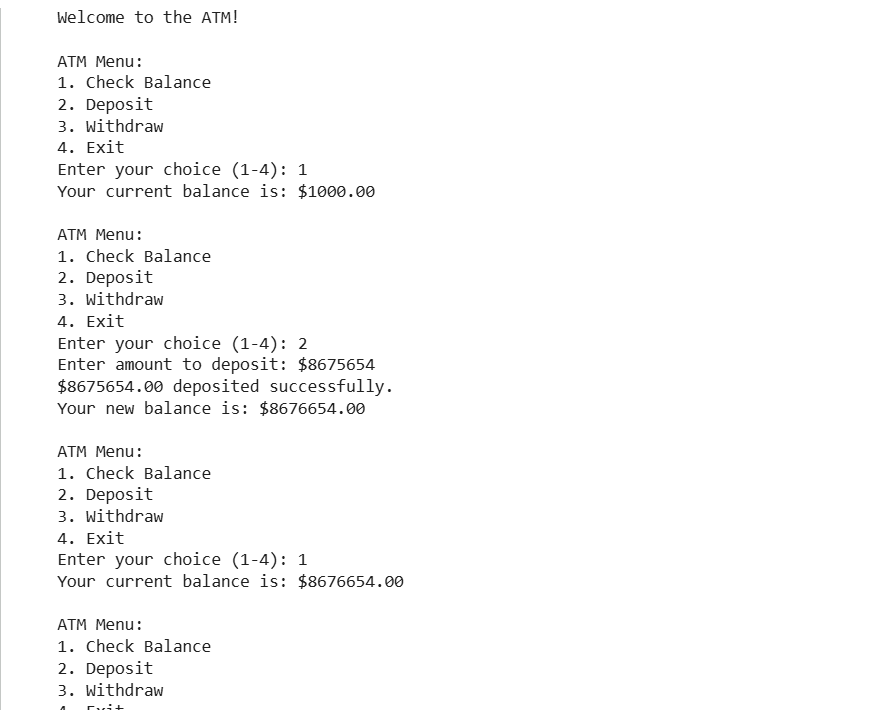 Welcome to the ATM!
ATM Menu:
1. Check Balance
2. Deposit
3. Withdraw
4. Exit
Enter your choice (1-4): 1
Your current balance is: $1000.00
ATM Menu:
1. Check Balance
2. Deposit
3. Withdraw
4. Exit
Enter your choice (1-4): 2
Enter amount to deposit: $8675654
$8675654.00 deposited successfully.
Your new balance is: $8676654.00
ATM Menu:
1. Check Balance
2. Deposit
3. Withdraw
4. Exit
Enter your choice (1-4): 1
Your current balance is: $8676654.00
ATM Menu:
1. Check Balance
2. Deposit
3. Withdraw
4. Exit